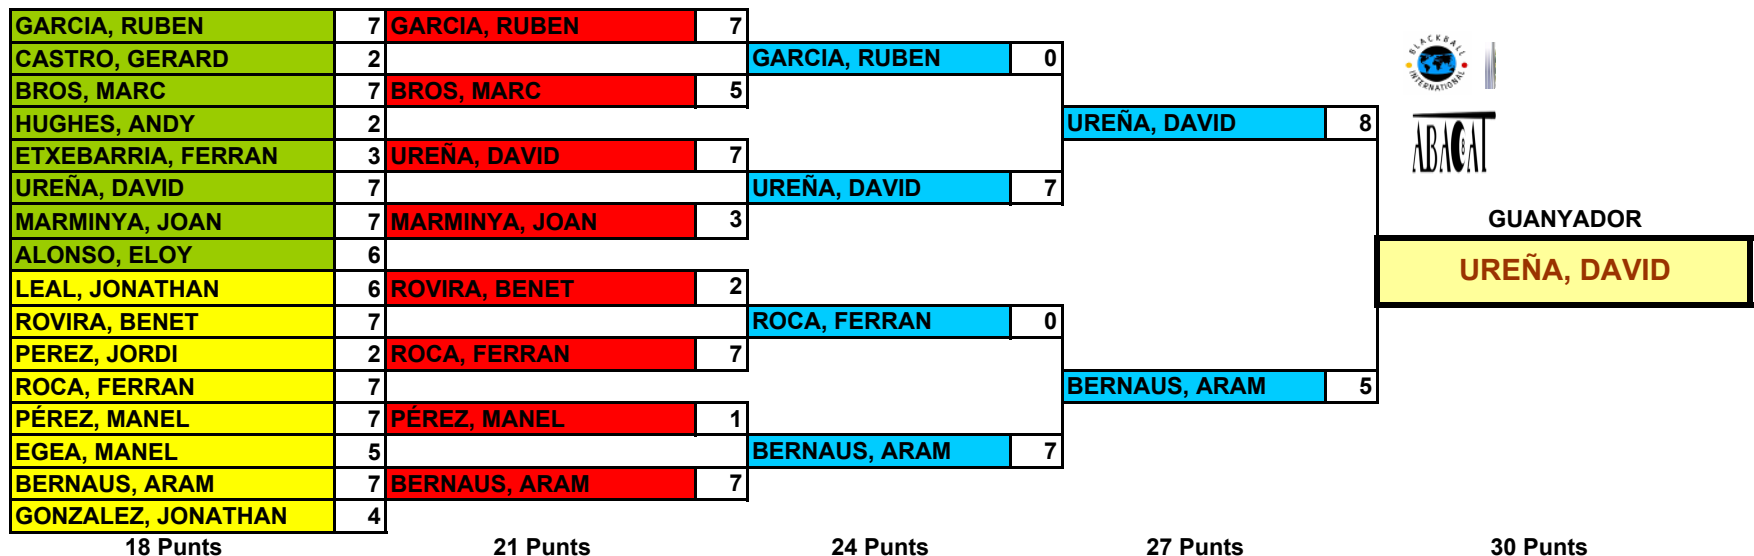 GARCIA, RUBEN 7 GARCIA, RUBEN 7
CASTRO, GERARD 2 GARCIA, RUBEN 0
BROS, MARC 7 BROS, MARC 5
HUGHES, ANDY 2 UREÑA, DAVID 8
ETXEBARRIA, FERRAN 3 UREÑA, DAVID 7
UREÑA, DAVID 7 UREÑA, DAVID 7
MARMINYA, JOAN 7 MARMINYA, JOAN 3 GUANYADOR
ALONSO, ELOY 6 UREÑA, DAVID
LEAL, JONATHAN 6 ROVIRA, BENET 2
ROVIRA, BENET 7 ROCA, FERRAN 0
PEREZ, JORDI 2 ROCA, FERRAN 7
ROCA, FERRAN 7 BERNAUS, ARAM 5
PÉREZ, MANEL 7 PÉREZ, MANEL 1
EGEA, MANEL 5 BERNAUS, ARAM 7
BERNAUS, ARAM 7 BERNAUS, ARAM 7
GONZALEZ, JONATHAN 4
18 Punts 21 Punts 24 Punts 27 Punts 30 Punts
BLACKBALL INTERNATIONAL
ABACAT